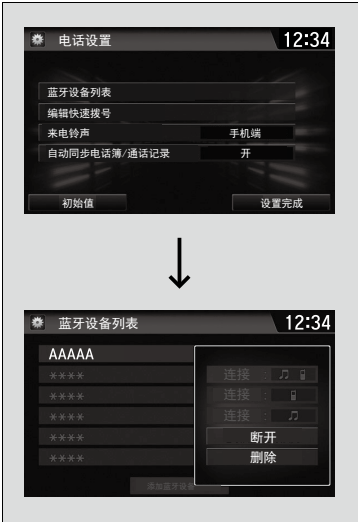 电话设置
12:34
蓝牙设备列表
编辑快速拨号
来电铃声 手机端
自动同步电话簿/通话记录 开
初始值 设置完成
蓝牙设备列表
12:34
AAAAA
**** 连接 :
**** 连接 :
**** 连接 :
**** 断开
**** 删除
添加蓝牙设备